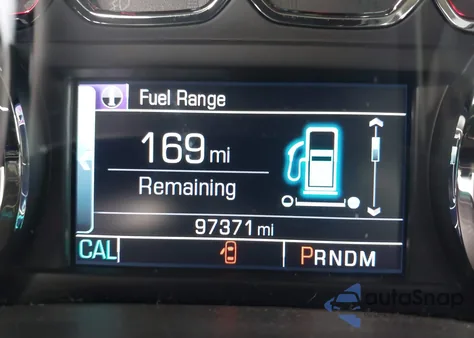 Fuel Range
169 mi
Remaining
97371 mi
CAL PRNDM
autoSnap